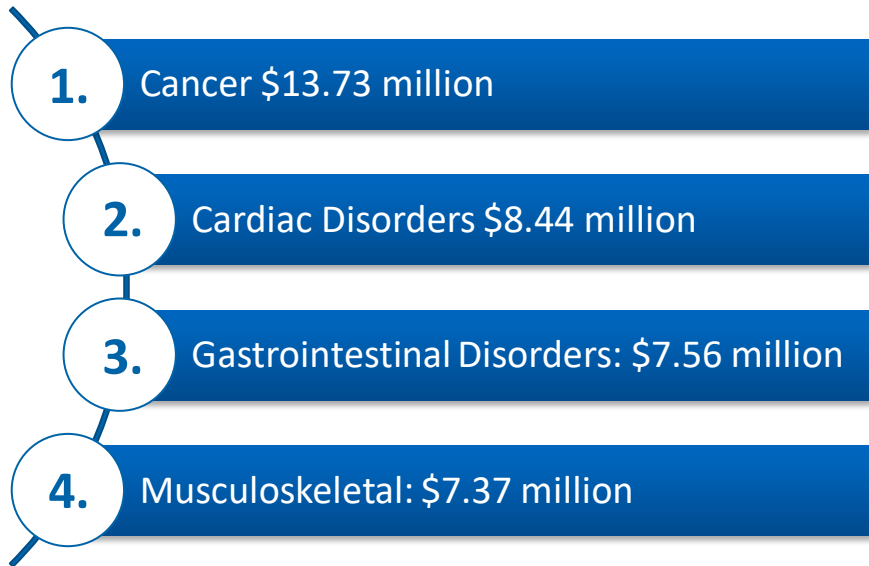 1. Cancer $13.73 million
2. Cardiac Disorders $8.44 million
3. Gastrointestinal Disorders: $7.56 million
4. Musculoskeletal: $7.37 million